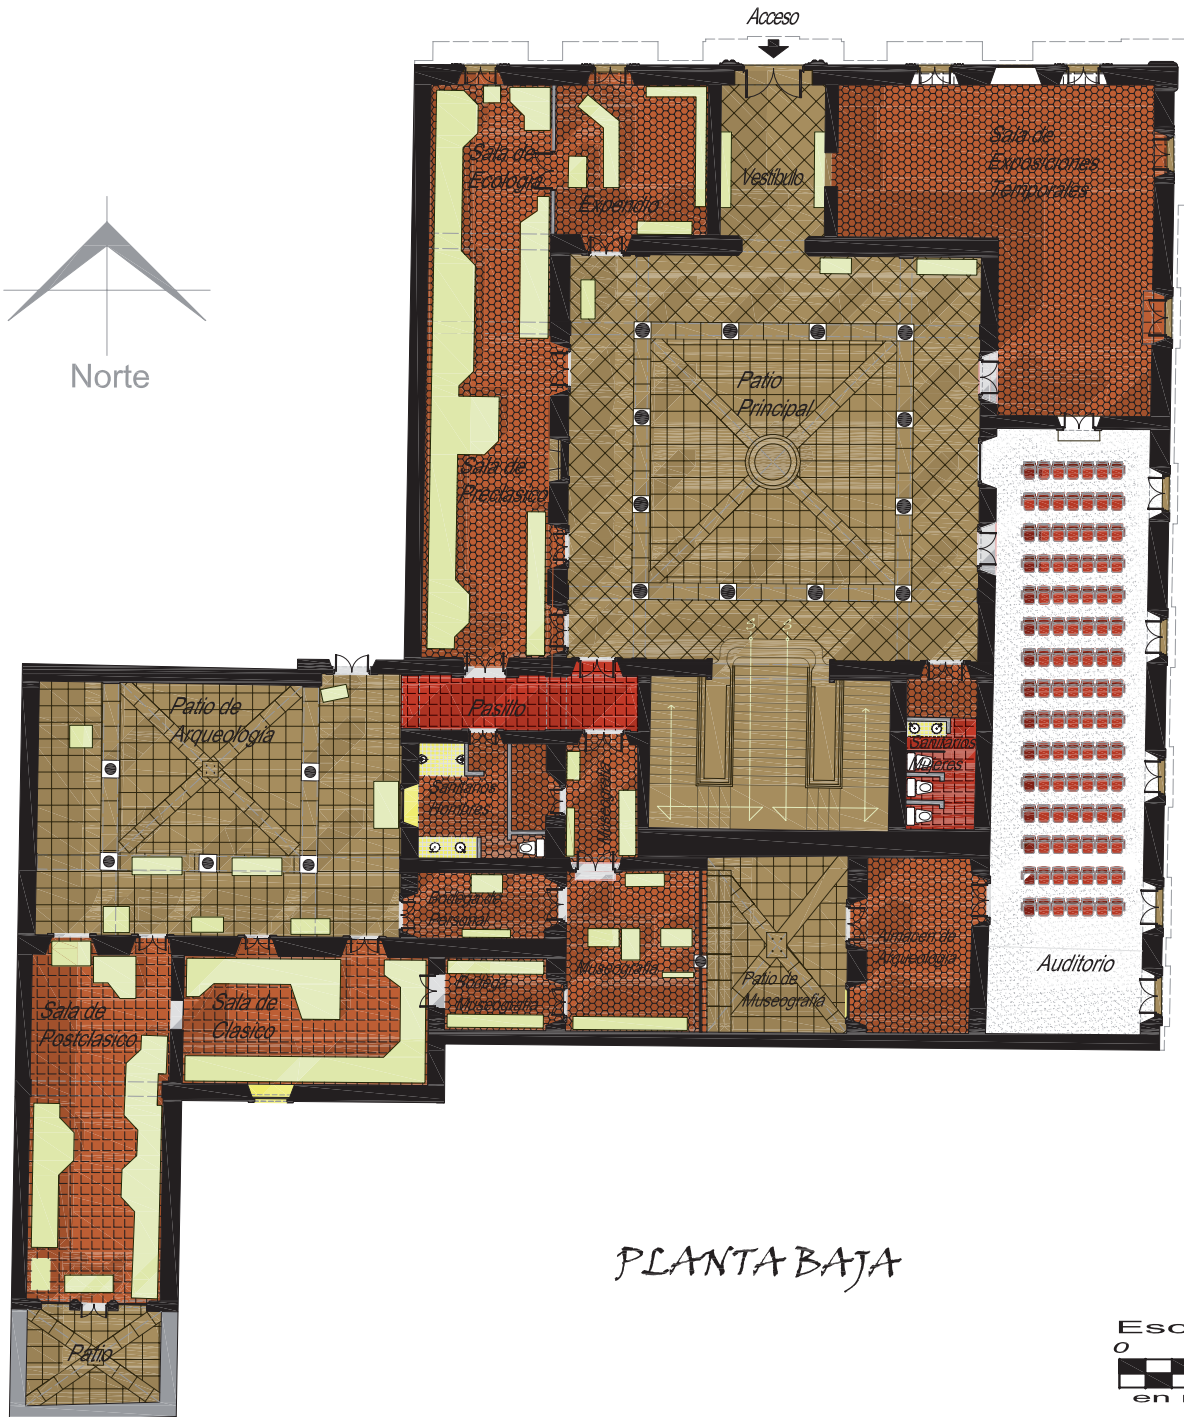 Acceso
Sala de
Ecología
Expendio
Vestíbulo
Sala de
Exposiciones
Temporales
Norte
Patio
Principal
Sala de
Preclasico
Patio de
Arqueología
Pasillo
Sanitarios
Hombres
Museografía
Sanitarios
Mujeres
Bodega de
Personal
Museografía
Patio de
Museografía
Almacen de
Arqueología
Auditorio
Bodega
Museografía
Sala de
Clasico
Sala de
Postclasico
Patio
PLANTA BAJA
Esc
0
en